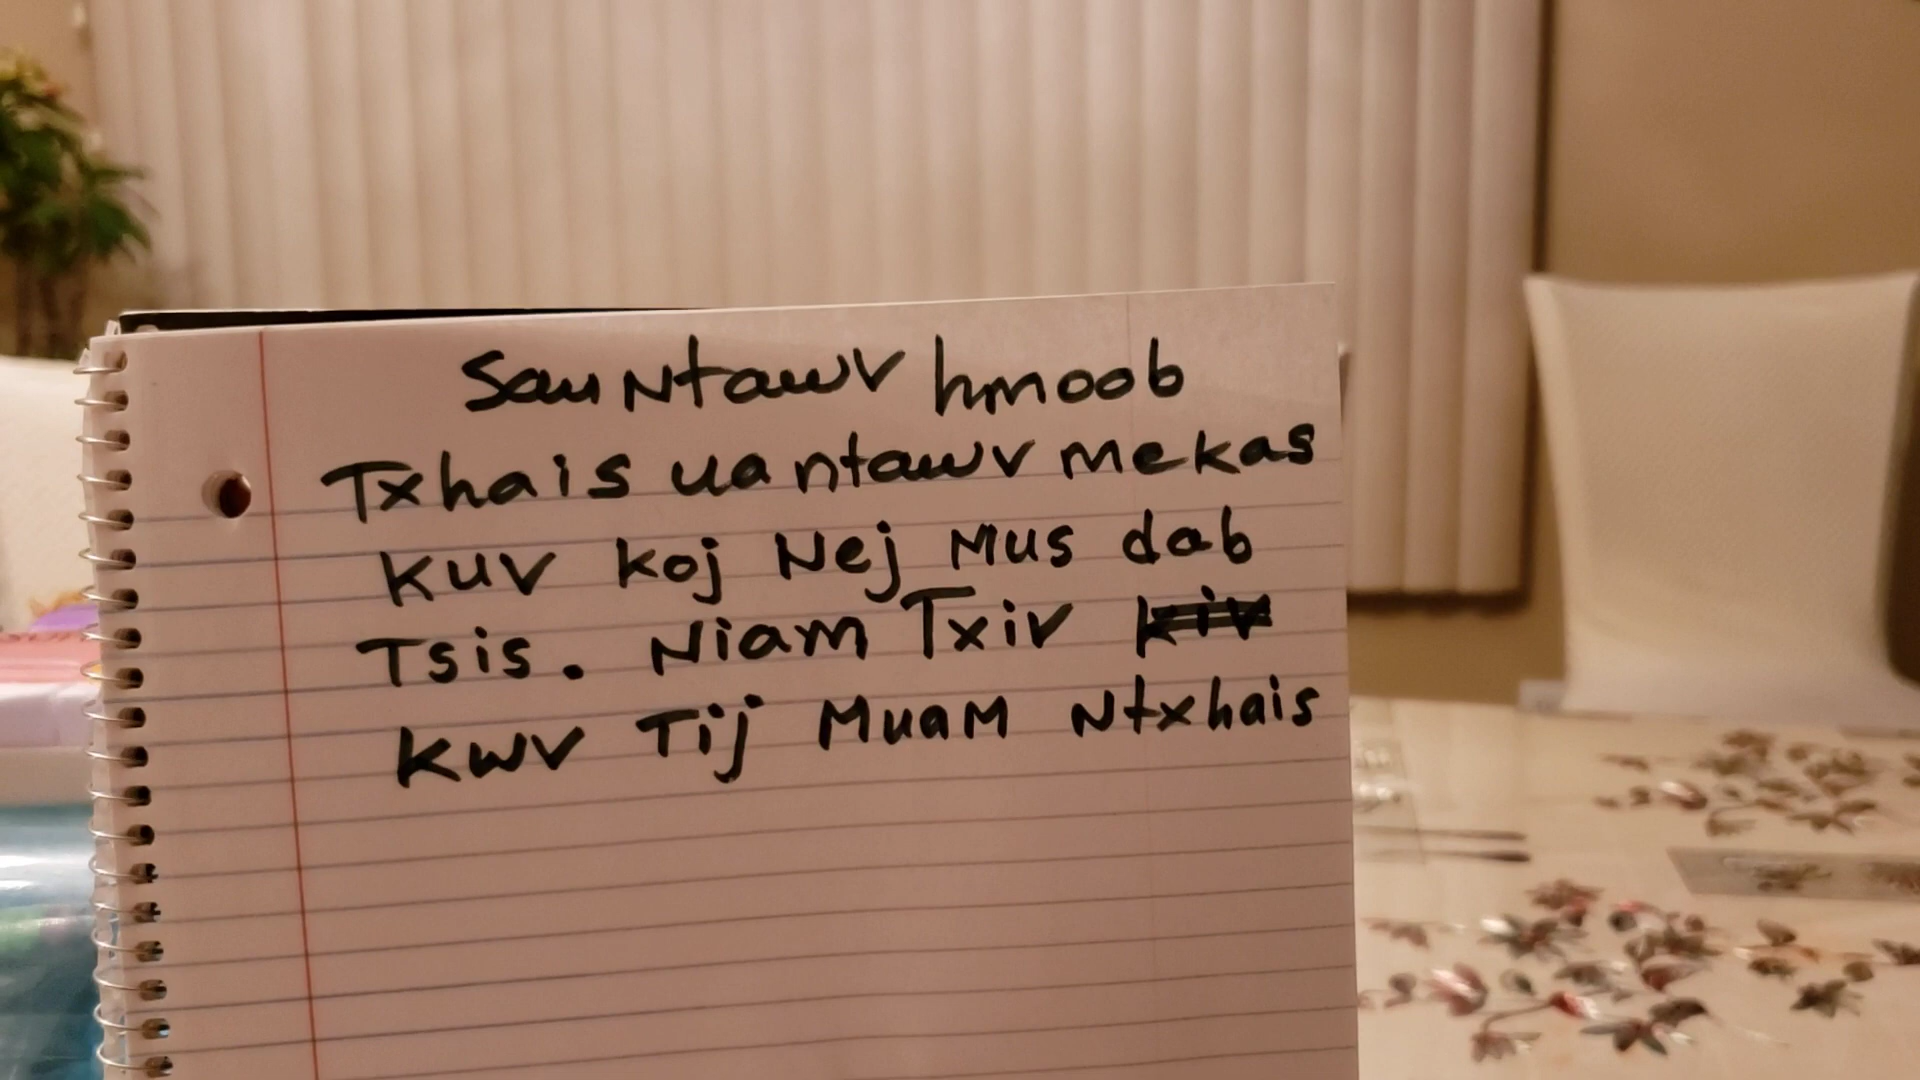 Sau Ntawv hmoob
Txhais ua ntawv mekas
Kuv koj Nej Mus dab
Tsis. Niam Txiv kiv
Kwv Tij Muam Ntxhais